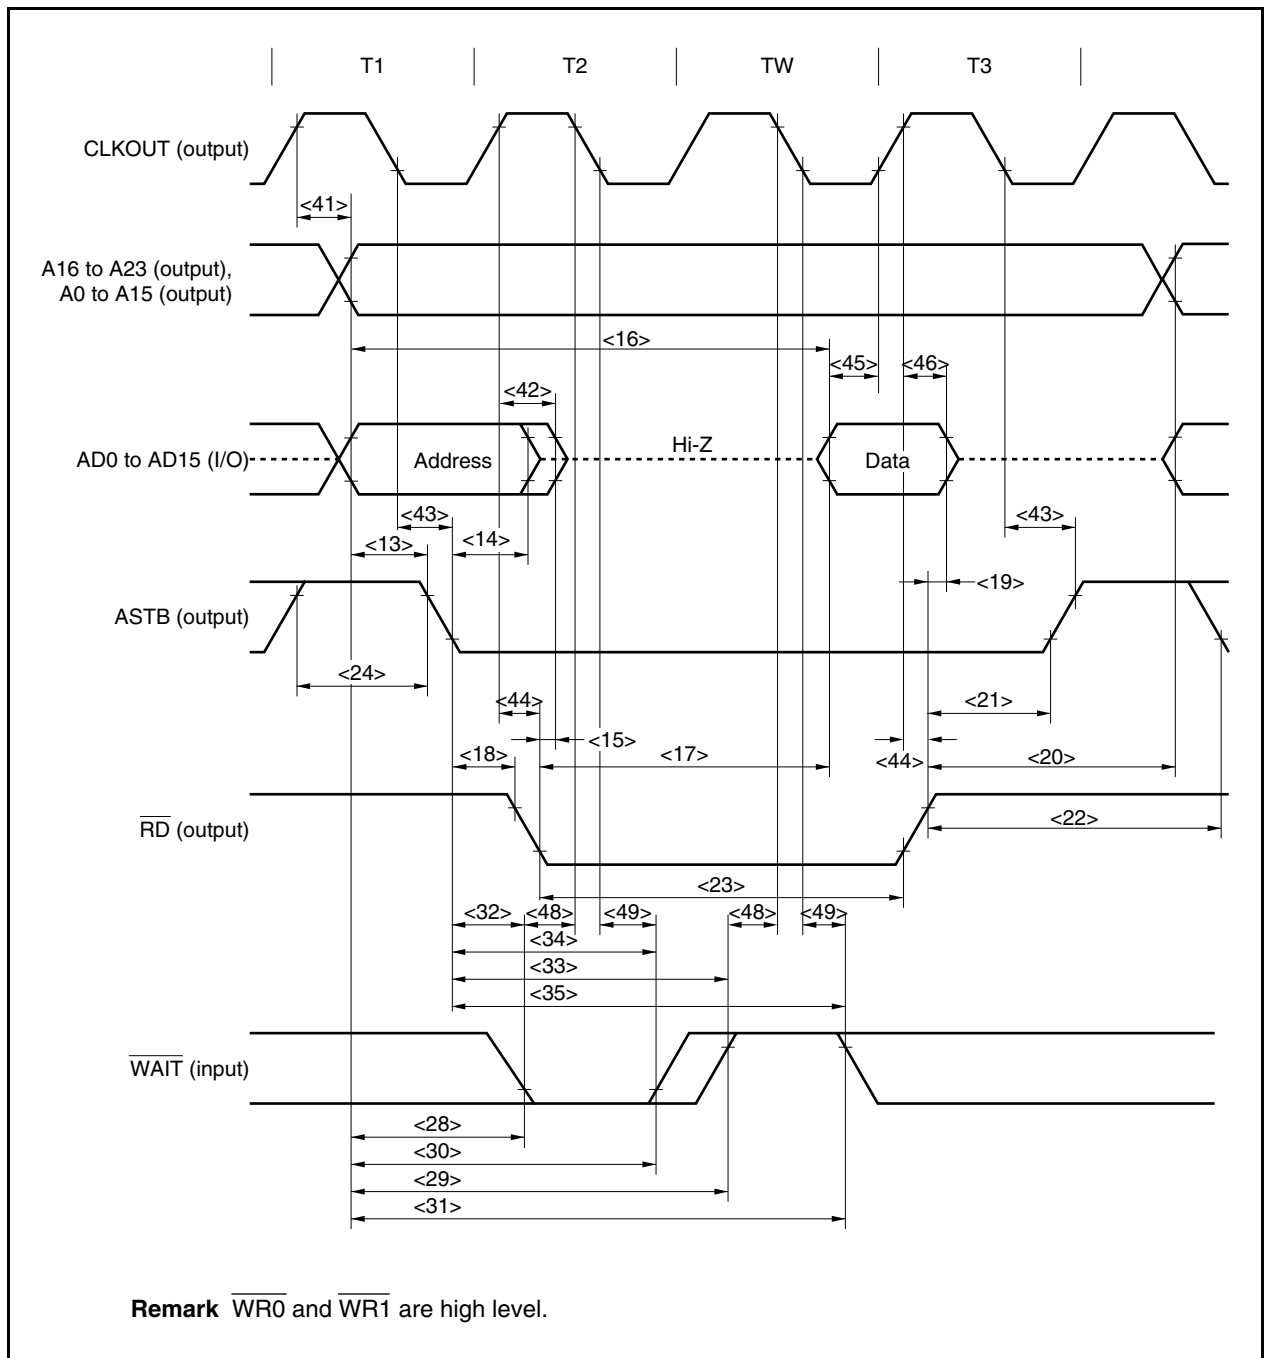 T1 T2 TW T3
CLKOUT (output)
<41>
A16 to A23 (output),
A0 to A15 (output)
<16>
<45> <46>
<42>
Hi-Z
AD0 to AD15 (I/O) Address Data
<43> <43>
<13> <14>
<19>
ASTB (output)
<24>
<44> <21>
<15>
<18> <17> <44> <20>
RD (output) <22>
<23>
<32> <48> <49> <48> <49>
<34>
<33>
<35>
WAIT (input)
<28>
<30>
<29>
<31>
Remark WR0 and WR1 are high level.